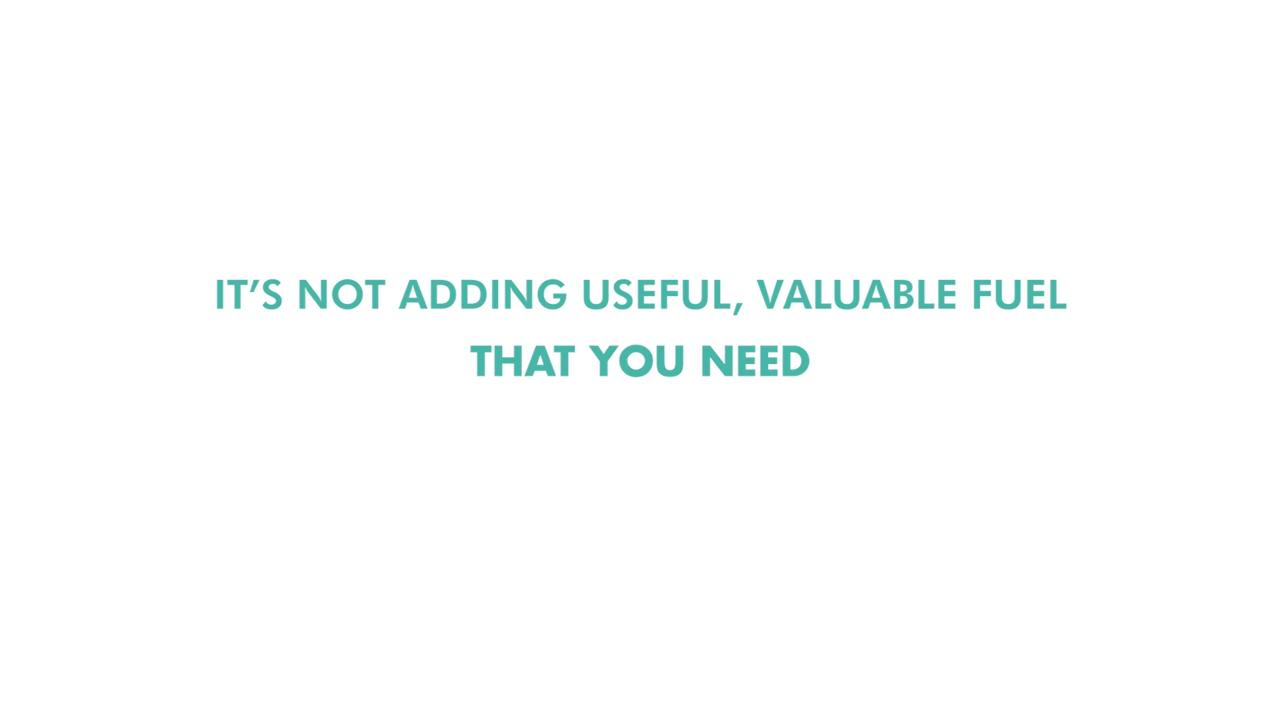 IT’S NOT ADDING USEFUL, VALUABLE FUEL
THAT YOU NEED